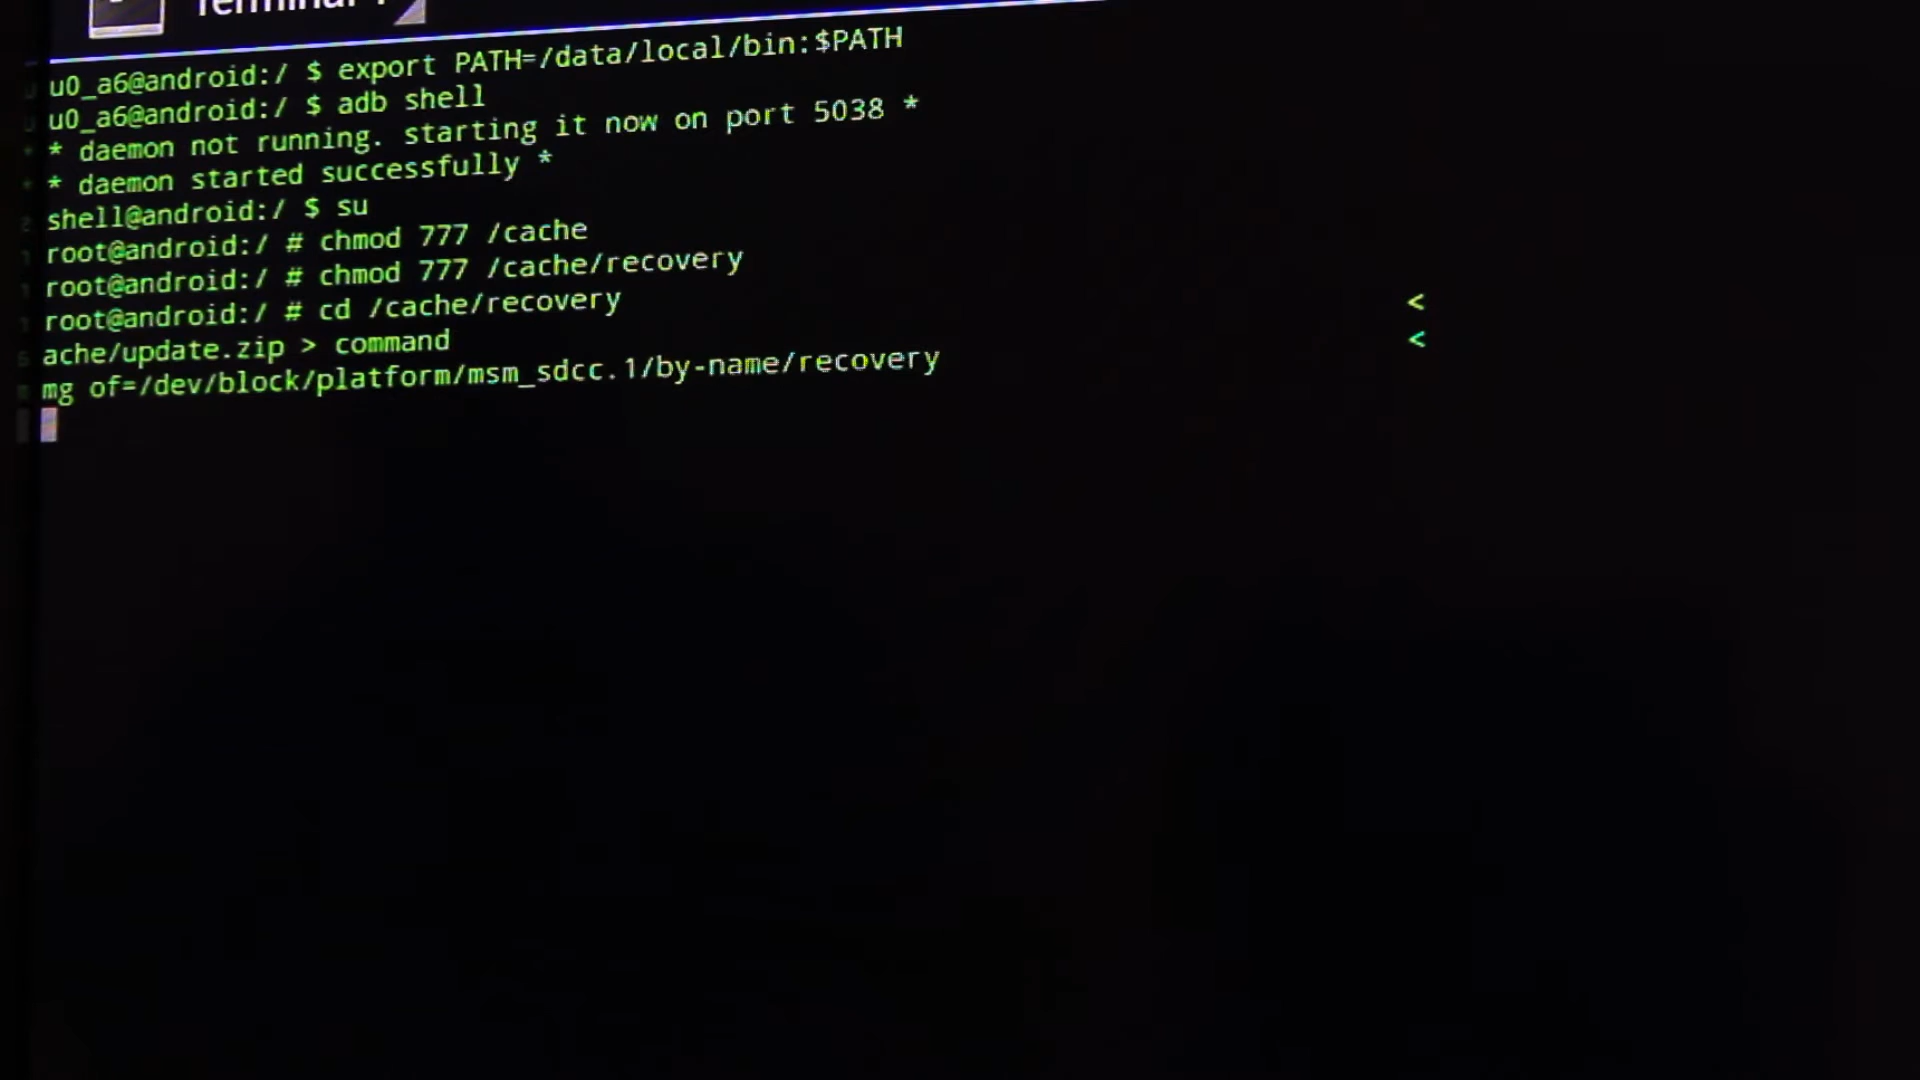 u0_a6@android:/ $ export PATH=/data/local/bin:$PATH
u0_a6@android:/ $ adb shell
* daemon not running. starting it now on port 5038 *
* daemon started successfully *
shell@android:/ $ su
root@android:/ # chmod 777 /cache
root@android:/ # chmod 777 /cache/recovery
root@android:/ # cd /cache/recovery
<
ache/update.zip > command
<
mg of=/dev/block/platform/msm_sdcc.1/by-name/recovery